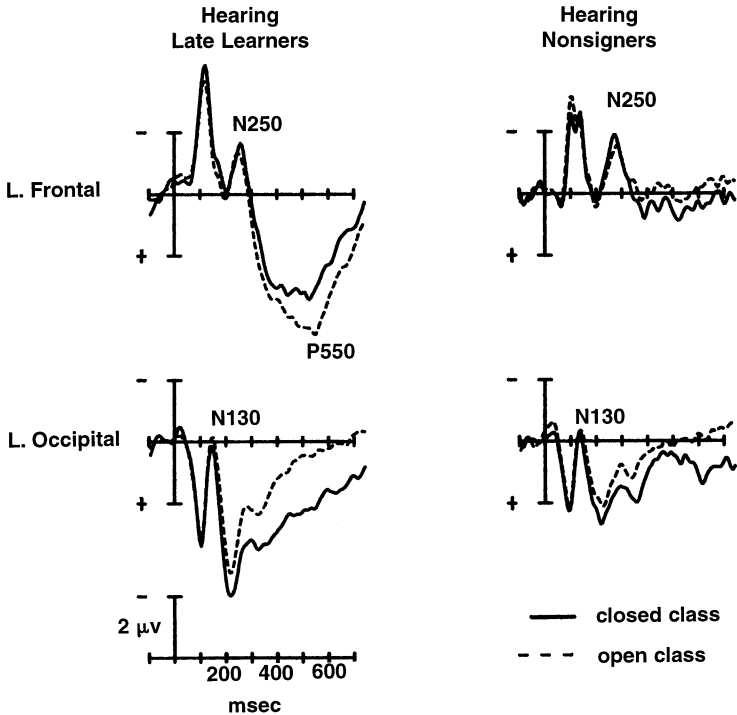 Hearing
Late Learners
Hearing
Nonsigners
N250
N250
L. Frontal
-
+
-
+
P550
-
-
N130
N130
L. Occipital
+
+
-
2 μv
200 400 600
msec
closed class
open class